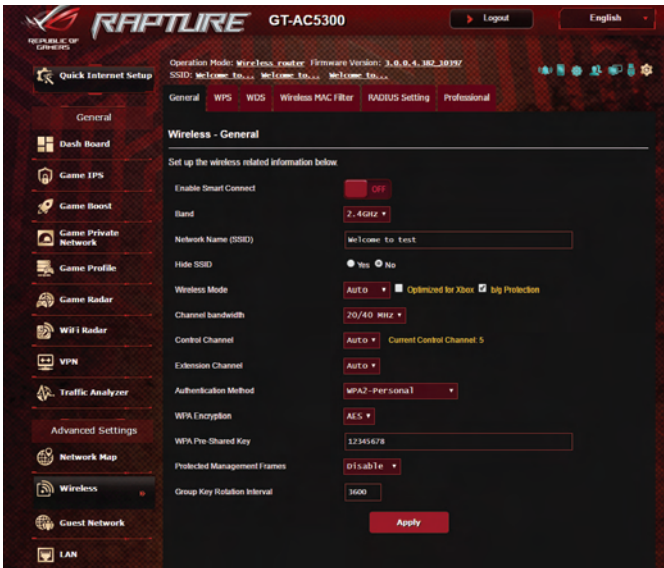 REPUBLIC OF
GAMERS
RAPTURE GT-AC5300
Logout
English
Quick Internet Setup
Operation Mode: Wireless router Firmware Version: 3.0.0.4.382_10397
SSID: Welcome to... Welcome to... Welcome to...
General WPS WDS Wireless MAC Filter RADIUS Setting Professional
General
Dash Board
Game IPS
Game Boost
Game Private
Network
Game Profile
Game Radar
WiFi Radar
VPN
Traffic Analyzer
Advanced Settings
Network Map
Wireless »
Guest Network
LAN
Wireless - General
Set up the wireless related information below.
Enable Smart Connect OFF
Band 2.4GHz
Network Name (SSID) Welcome to test
Hide SSID Yes No
Wireless Mode Auto Optimized for Xbox b/g Protection
Channel bandwidth 20/40 MHz
Control Channel Auto Current Control Channel: 5
Extension Channel Auto
Authentication Method WPA2-Personal
WPA Encryption AES
WPA Pre-Shared Key 12345678
Protected Management Frames Disable
Group Key Rotation Interval 3600
Apply